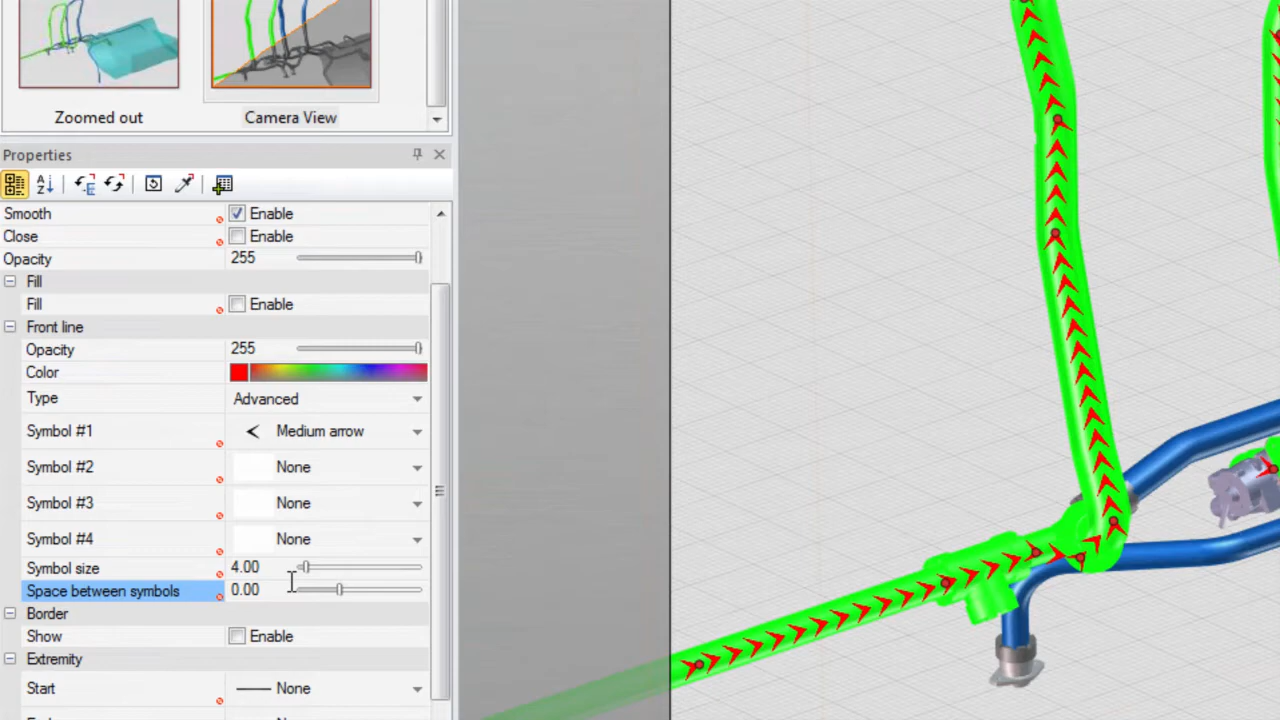 Zoomed out
Camera View
Properties
Smooth Enable
Close Enable
Opacity 255
Fill
Fill Enable
Front line
Opacity 255
Color
Type Advanced
Symbol #1 Medium arrow
Symbol #2 None
Symbol #3 None
Symbol #4 None
Symbol size 4.00
Space between symbols 0.00
Border
Show Enable
Extremity
Start None